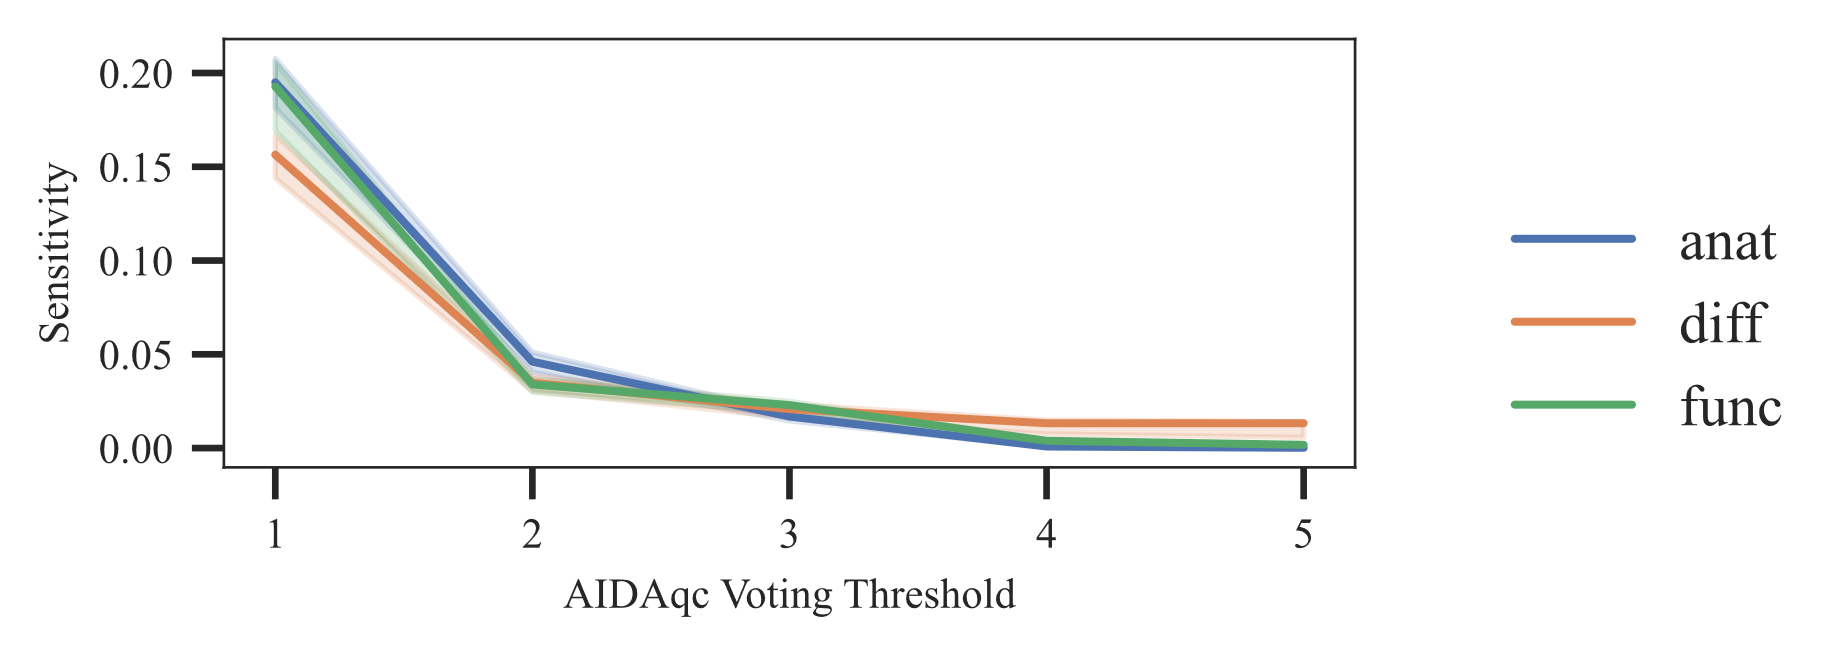 Sensitivity
0.20
0.15
0.10
0.05
0.00
1 2 3 4 5
AIDAqc Voting Threshold
anat
diff
func